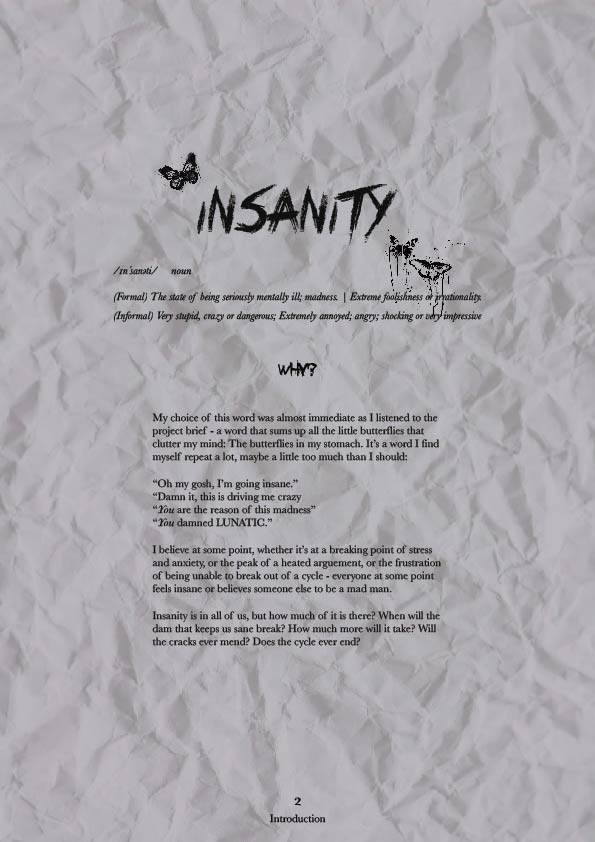 iNSANiTY
/ɪnˈsanəti/ noun
(Formal) The state of being seriously mentally ill; madness. | Extreme foolishness or irrationality.
(Informal) Very stupid, crazy or dangerous; Extremely annoyed; angry; shocking or very impressive
WHY?
My choice of this word was almost immediate as I listened to the
project brief - a word that sums up all the little butterflies that
clutter my mind: The butterflies in my stomach. It's a word I find
myself repeat a lot, maybe a little too much than I should:
“Oh my gosh, I'm going insane.”
“Damn it, this is driving me crazy
“You are the reason of this madness”
“You damned LUNATIC.”
I believe at some point, whether it's at a breaking point of stress
and anxiety, or the peak of a heated arguement, or the frustration
of being unable to break out of a cycle - everyone at some point
feels insane or believes someone else to be a mad man.
Insanity is in all of us, but how much of it is there? When will the
dam that keeps us sane break? How much more will it take? Will
the cracks ever mend? Does the cycle ever end?
2
Introduction